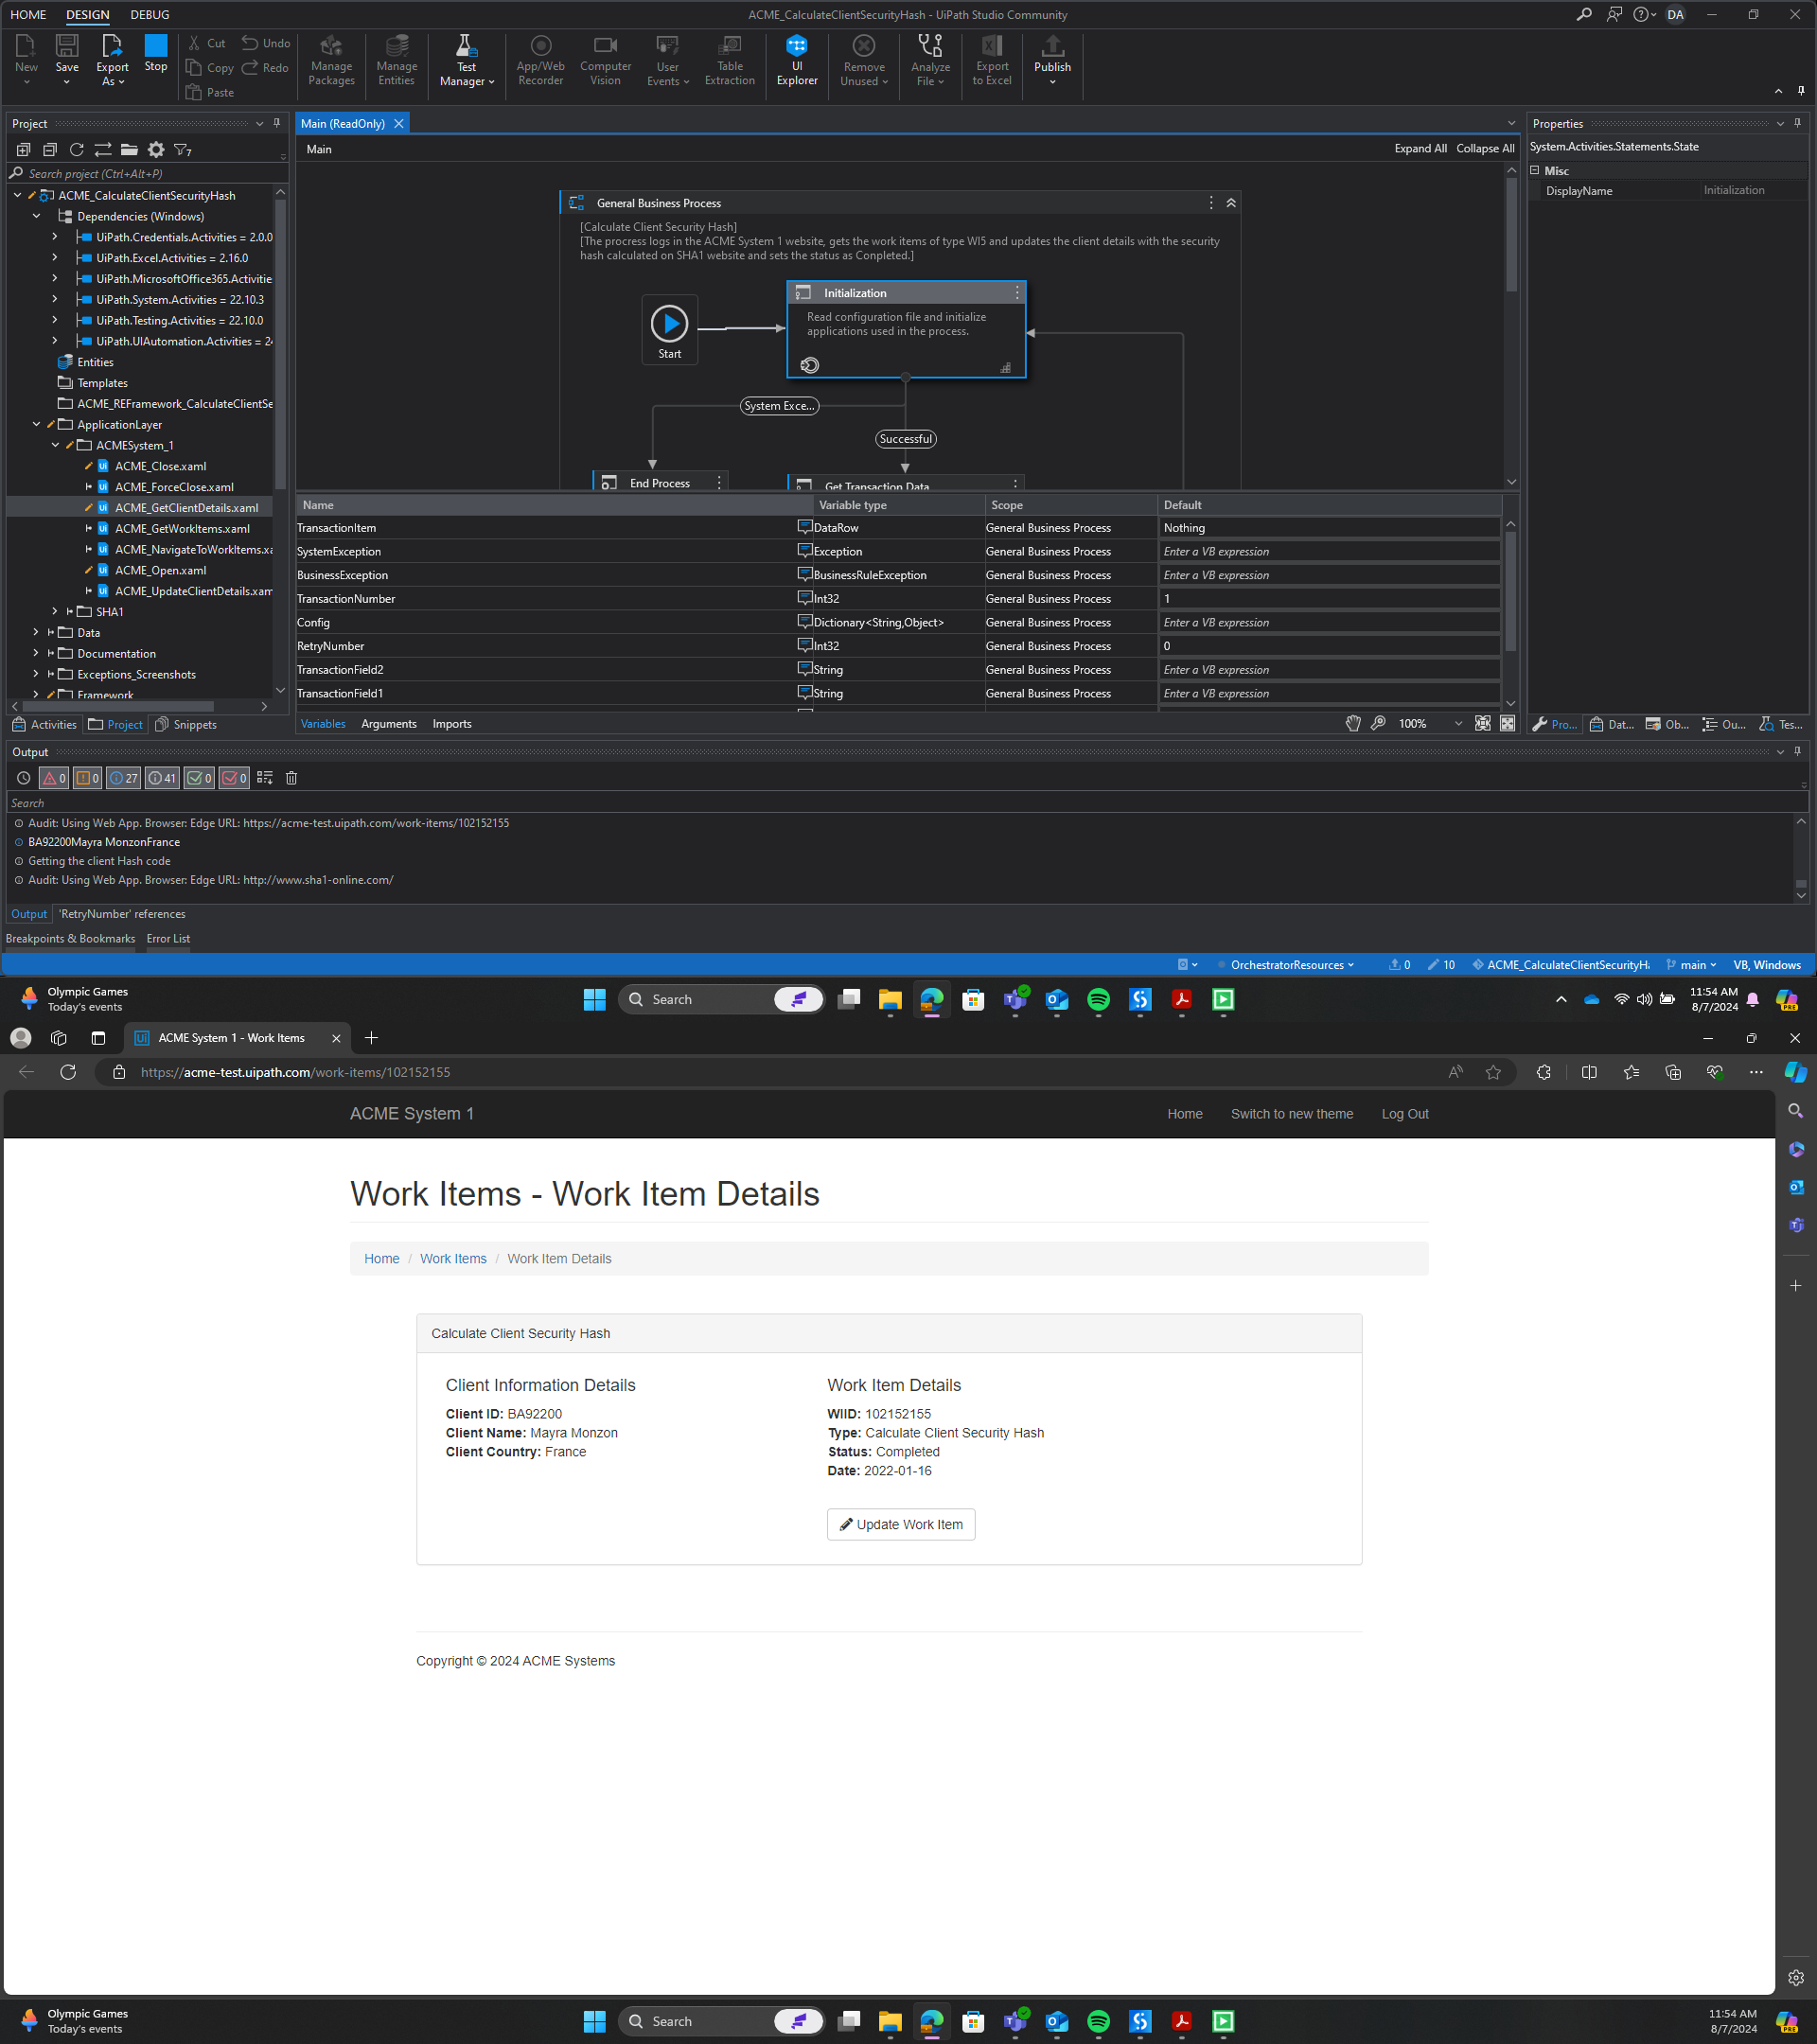 HOME DESIGN DEBUG
ACME_CalculateClientSecurityHash - UiPath Studio Community
DA
New Save Export As Stop Cut Copy Paste Undo Redo Manage Packages Manage Entities Test Manager App/Web Recorder Computer Vision User Events Table Extraction UI Explorer Remove Unused Analyze File Export to Excel Publish
Project
Search project (Ctrl+Alt+P)
ACME_CalculateClientSecurityHash
Dependencies (Windows)
UiPath.Credentials.Activities = 2.0.0
UiPath.Excel.Activities = 2.16.0
UiPath.MicrosoftOffice365.Activitie
UiPath.System.Activities = 22.10.3
UiPath.Testing.Activities = 22.10.0
UiPath.UIAutomation.Activities = 2
Entities
Templates
ACME_REFramework_CalculateClientSe
ApplicationLayer
ACMESystem_1
ACME_Close.xaml
ACME_ForceClose.xaml
ACME_GetClientDetails.xaml
ACME_GetWorkItems.xaml
ACME_NavigateToWorkItems.xa
ACME_Open.xaml
ACME_UpdateClientDetails.xam
SHA1
Data
Documentation
Exceptions_Screenshots
Framework
Activities Project Snippets
Main (ReadOnly)
Main
Expand All Collapse All
General Business Process
[Calculate Client Security Hash]
[The procress logs in the ACME System 1 website, gets the work items of type WI5 and updates the client details with the security
hash calculated on SHA1 website and sets the status as Completed.]
Start
Initialization
Read configuration file and initialize
applications used in the process.
System Exce...
Successful
End Process
Get Transaction Data
Name Variable type Scope Default
TransactionItem DataRow General Business Process Nothing
SystemException Exception General Business Process Enter a VB expression
BusinessException BusinessRuleException General Business Process Enter a VB expression
TransactionNumber Int32 General Business Process 1
Config Dictionary<String,Object> General Business Process Enter a VB expression
RetryNumber Int32 General Business Process 0
TransactionField2 String General Business Process Enter a VB expression
TransactionField1 String General Business Process Enter a VB expression
Variables Arguments Imports
100%
Properties
System.Activities.Statements.State
Misc
DisplayName Initialization
Pro... Dat... Ob... Ou... Tes...
Output
0 0 27 41 0 0
Search
Audit: Using Web App. Browser: Edge URL: https://acme-test.uipath.com/work-items/102152155
BA92200Mayra MonzonFrance
Getting the client Hash code
Audit: Using Web App. Browser: Edge URL: http://www.sha1-online.com/
Output 'RetryNumber' references
Breakpoints & Bookmarks Error List
OrchestratorResources 0 10 ACME_CalculateClientSecurityH main VB, Windows
Olympic Games
Today's events
Search
11:54 AM
8/7/2024
PRE
ACME System 1 - Work Items
https://acme-test.uipath.com/work-items/102152155
ACME System 1
Home Switch to new theme Log Out
Work Items - Work Item Details
Home / Work Items / Work Item Details
Calculate Client Security Hash
Client Information Details
Client ID: BA92200
Client Name: Mayra Monzon
Client Country: France
Work Item Details
WIID: 102152155
Type: Calculate Client Security Hash
Status: Completed
Date: 2022-01-16
Update Work Item
Copyright © 2024 ACME Systems
Olympic Games
Today's events
Search
11:54 AM
8/7/2024
PRE